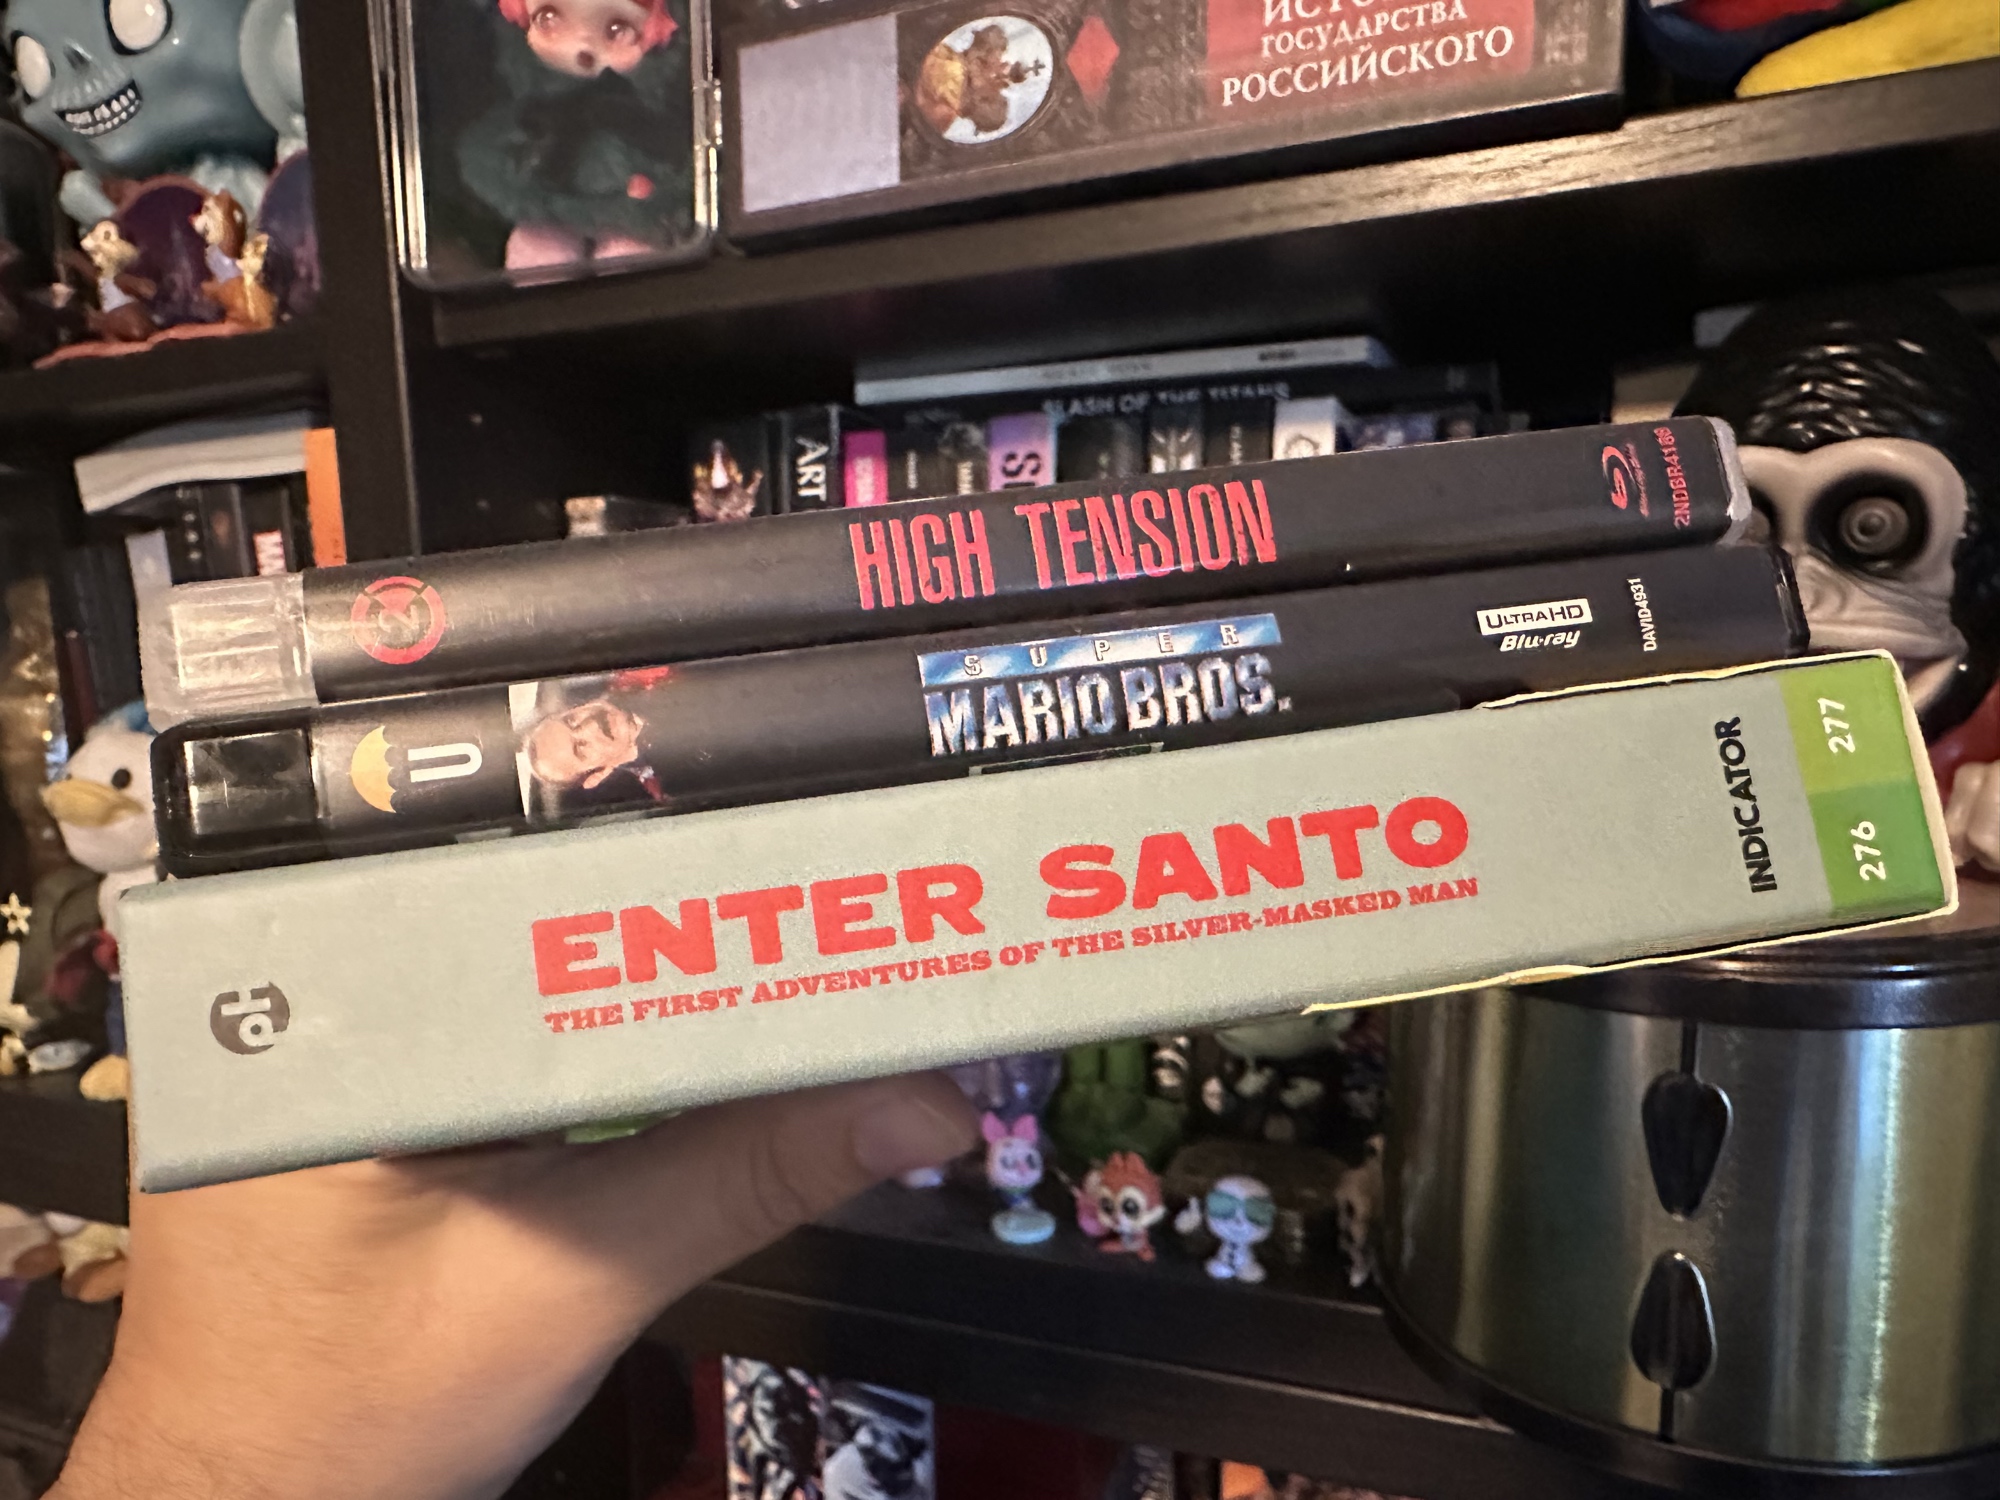 ГОСУДАРСТВА
РОССИЙСКОГО
CLASH OF THE TITANS
ART
2
HIGH TENSION
2NDBR4168
U
SUPER
MARIO BROS.
ULTRA HD
Blu-ray
DAVID4931
ENTER SANTO
THE FIRST ADVENTURES OF THE SILVER-MASKED MAN
INDICATOR
276
277